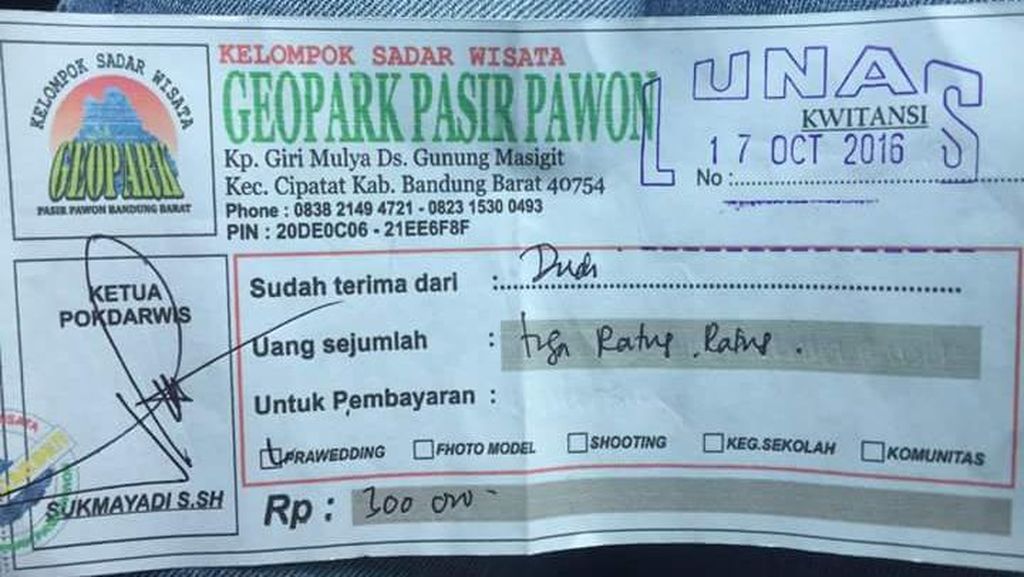 KELOMPOK SADAR WISATA
GEOPARK
PASIR PAWON BANDUNG BARAT
KELOMPOK SADAR WISATA
GEOPARK PASIR PAWON
Kp. Giri Mulya Ds. Gunung Masigit
Kec. Cipatat Kab. Bandung Barat 40754
Phone : 0838 2149 4721 - 0823 1530 0493
PIN : 20DE0C06 - 21EE6F8F
LUNAS
KWITANSI
17 OCT 2016
No :
KETUA
POKDARWIS
SUKMAYADI S.SH
Sudah terima dari :
Uang sejumlah : tiga Ratus
Untuk Pembayaran :
PRAWEDDING FHOTO MODEL SHOOTING KEG.SEKOLAH KOMUNITAS
Rp : 300 000 -